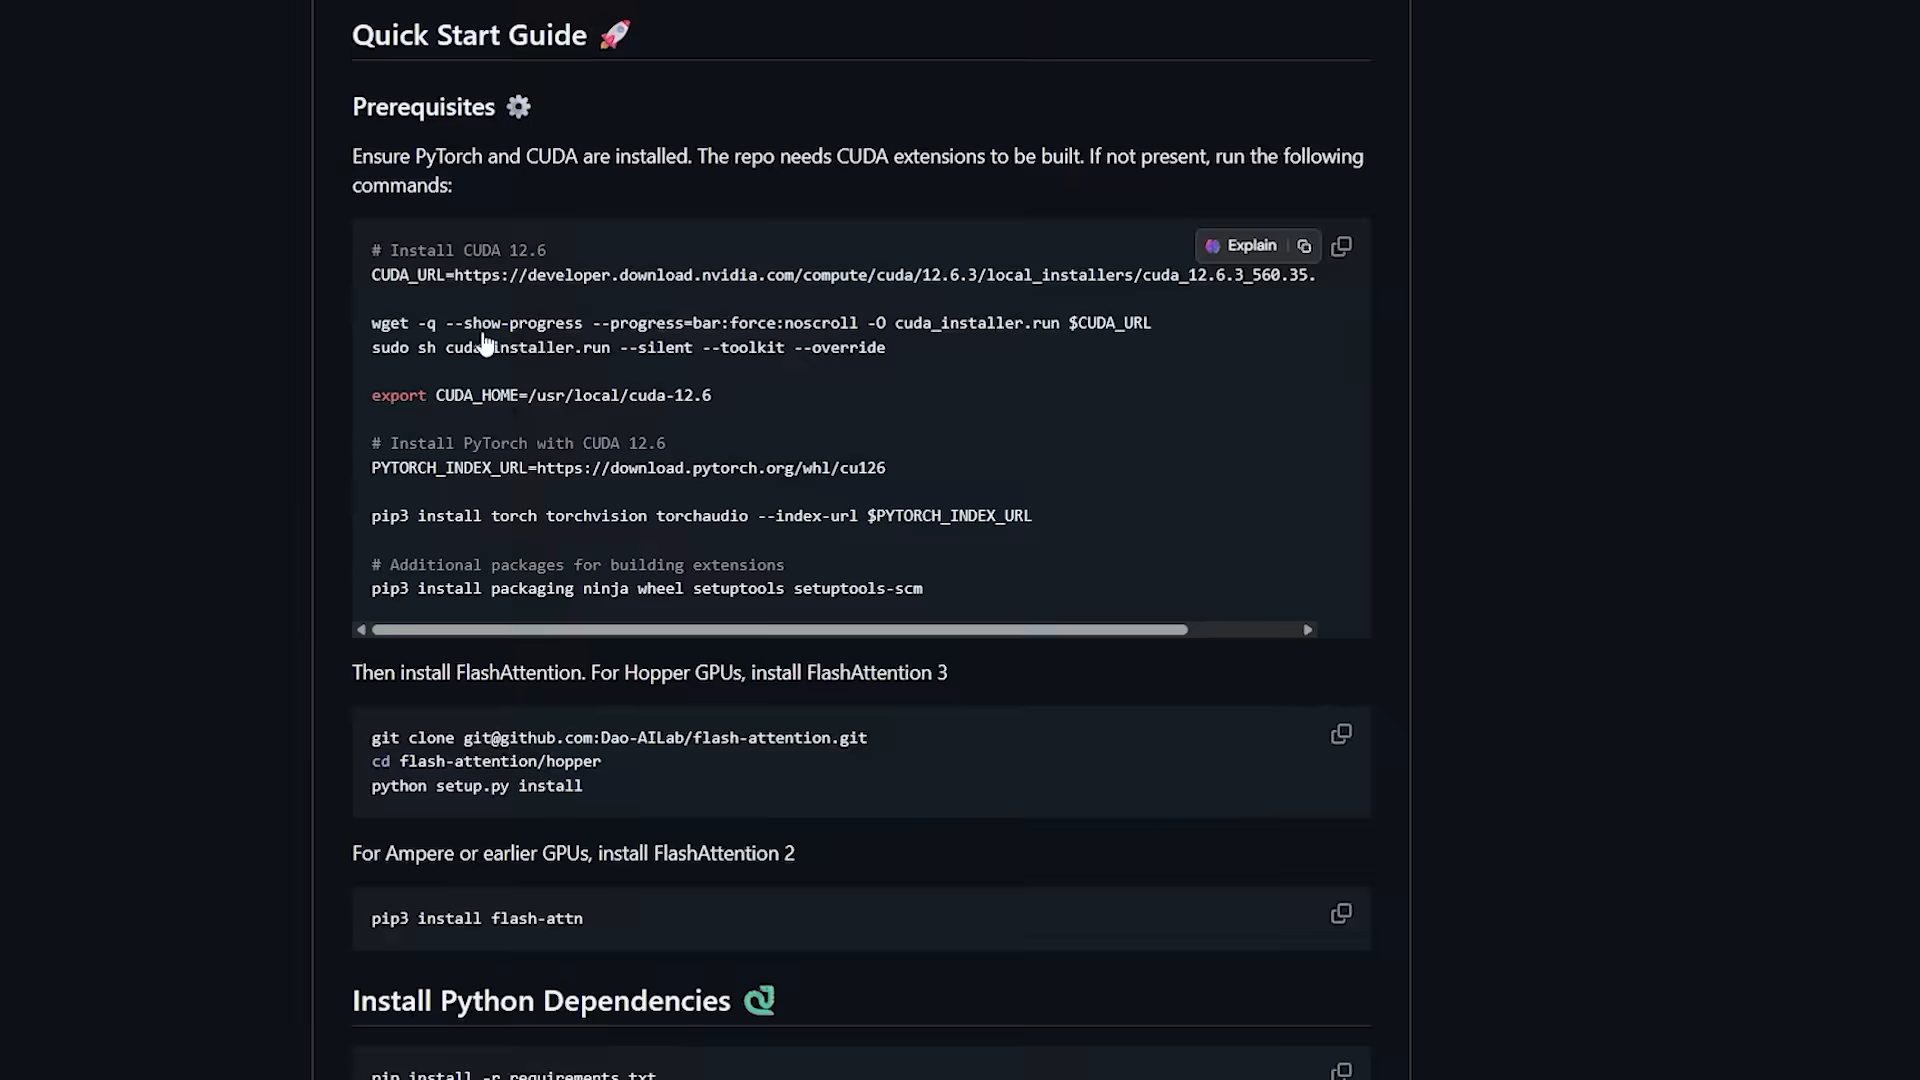 Quick Start Guide 🚀
Prerequisites ⚙️
Ensure PyTorch and CUDA are installed. The repo needs CUDA extensions to be built. If not present, run the following
commands:
Explain
# Install CUDA 12.6
CUDA_URL=https://developer.download.nvidia.com/compute/cuda/12.6.3/local_installers/cuda_12.6.3_560.35.
wget -q --show-progress --progress=bar:force:noscroll -O cuda_installer.run $CUDA_URL
sudo sh cuda_installer.run --silent --toolkit --override
export CUDA_HOME=/usr/local/cuda-12.6
# Install PyTorch with CUDA 12.6
PYTORCH_INDEX_URL=https://download.pytorch.org/whl/cu126
pip3 install torch torchvision torchaudio --index-url $PYTORCH_INDEX_URL
# Additional packages for building extensions
pip3 install packaging ninja wheel setuptools setuptools-scm
Then install FlashAttention. For Hopper GPUs, install FlashAttention 3
git clone git@github.com:Dao-AILab/flash-attention.git
cd flash-attention/hopper
python setup.py install
For Ampere or earlier GPUs, install FlashAttention 2
pip3 install flash-attn
Install Python Dependencies 🐍
pip install -r requirements.txt